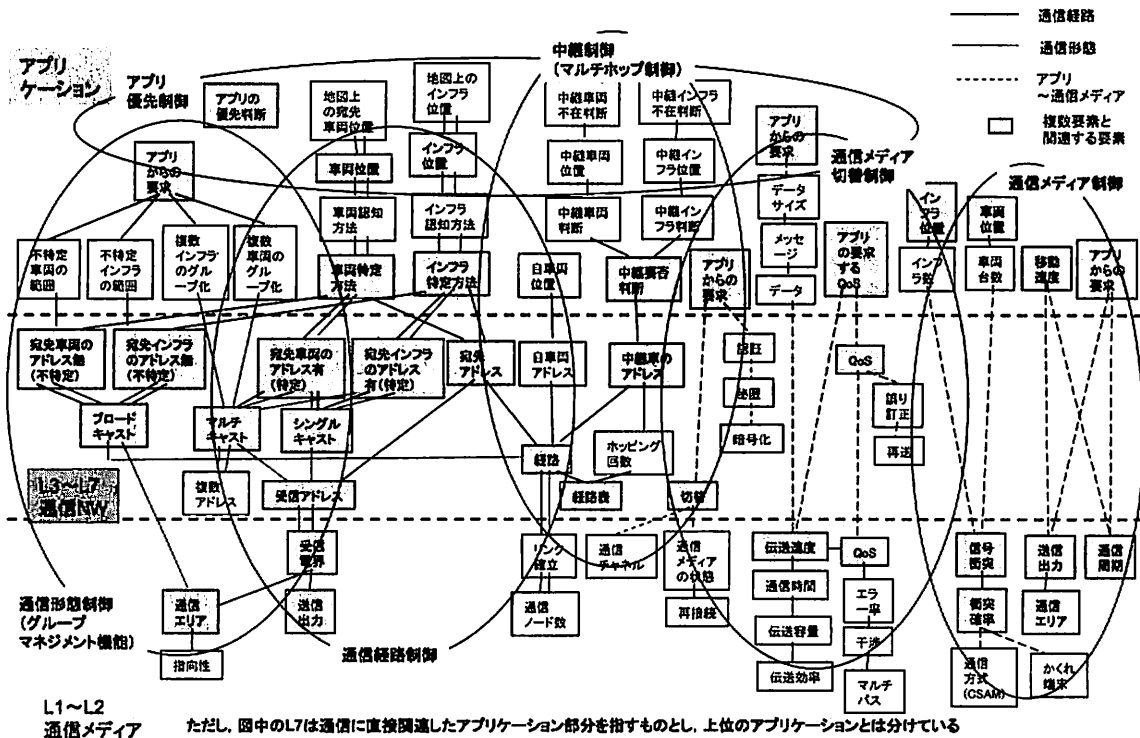 通信経路
通信形態
アプリ
～通信メディア
複数要素と
関連する要素
アプリ
ケーション
アプリ
優先制御
アプリの
優先判断
地図上
の宛先
車両位置
地図上の
インフラ
位置
中継制御
(マルチホップ制御)
中継車両
不在判断
中継インフラ
不在判断
アプリ
からの
要求
通信メディア
切替制御
通信メディア制御
アプリ
からの
要求
車両位置
インフラ
位置
中継車両
位置
中継イン
フラ位置
データ
サイズ
イン
フラ
位置
車両
位置
車両認知
方法
インフラ
認知方法
中継車両
判断
中継イン
フラ判断
メッセ
ージ
アプリ
の要求
する
QoS
不特定
車両の
範囲
不特定
インフラ
の範囲
複数
インフラ
のグル
ープ化
複数
車両の
グル
ープ化
車両特定
方法
インフラ
特定方法
自車両
位置
中継要否
判断
アプリ
からの
要求
データ
インフ
ラ数
車両
台数
移動
速度
アプリ
からの
要求
宛先車両の
アドレス無
(不特定)
宛先インフラ
のアドレス無
(不特定)
宛先車両の
アドレス有
(特定)
宛先インフラ
のアドレス
有(特定)
宛先
アドレス
自車両
アドレス
中継車の
アドレス
認証
秘匿
暗号化
QoS
誤り
訂正
再送
ブロード
キャスト
マルチ
キャスト
シングル
キャスト
経路
ホッピング
回数
L3～L7
通信NW
複数
アドレス
受信アドレス
経路表
切替
受信
電界
リンク
確立
通信
チャネル
通信
メディア
の状態
伝送速度
QoS
信号
衝突
送信
出力
通信
周期
通信形態制御
(グループ
マネジメント機能)
通信
エリア
送信
出力
通信
ノード数
再接続
通信時間
エラ
ー率
衝突
確率
通信
エリア
指向性
通信経路制御
伝送容量
干渉
伝送効率
マルチ
パス
通信
方式
(CSAM)
かくれ
端末
L1～L2
通信メディア
ただし, 図中のL7は通信に直接関連したアプリケーション部分を指すものとし, 上位のアプリケーションとは分けている